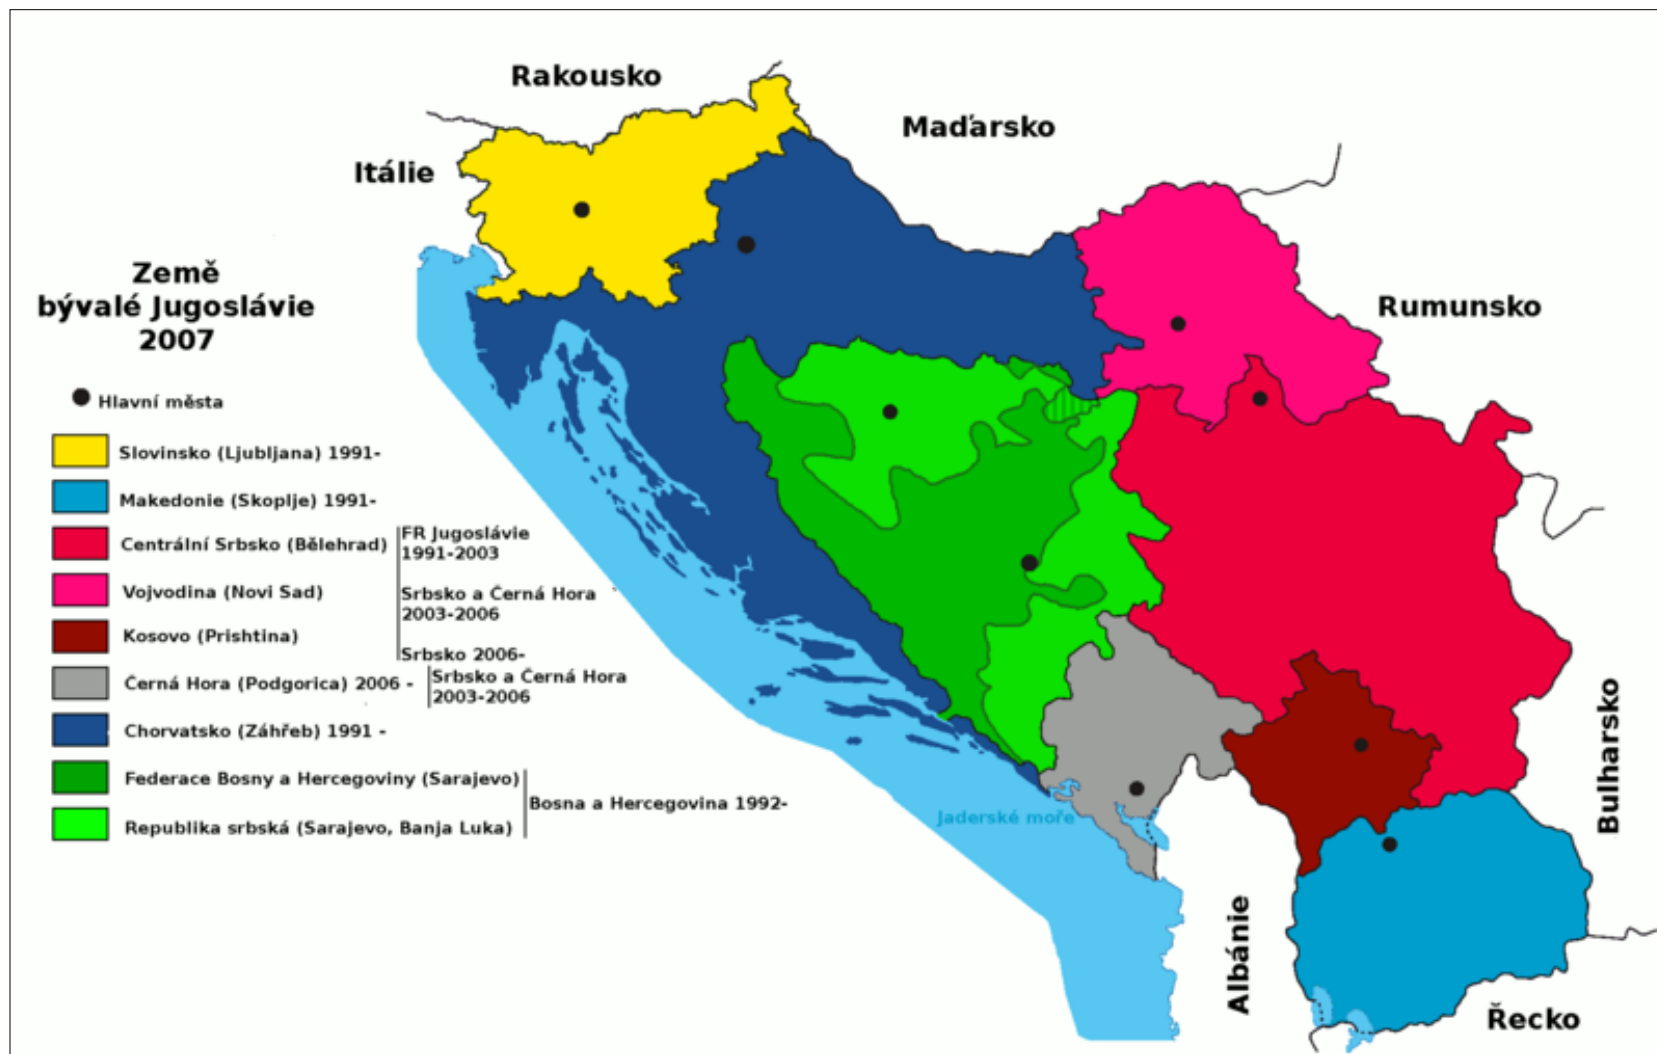 Rakousko
Maďarsko
Itálie
Země
bývalé Jugoslávie
2007
Rumunsko
Hlavní města
Slovinsko (Ljubljana) 1991-
Makedonie (Skoplje) 1991-
Centrální Srbsko (Bělehrad)
FR Jugoslávie
1991-2003
Vojvodina (Novi Sad)
Srbsko a Černá Hora
2003-2006
Kosovo (Prishtina)
Srbsko 2006-
Černá Hora (Podgorica) 2006 -
Srbsko a Černá Hora
2003-2006
Chorvatsko (Záhřeb) 1991 -
Federace Bosny a Hercegoviny (Sarajevo)
Bosna a Hercegovina 1992-
Republika srbská (Sarajevo, Banja Luka)
Jaderské moře
Bulharsko
Albánie
Řecko